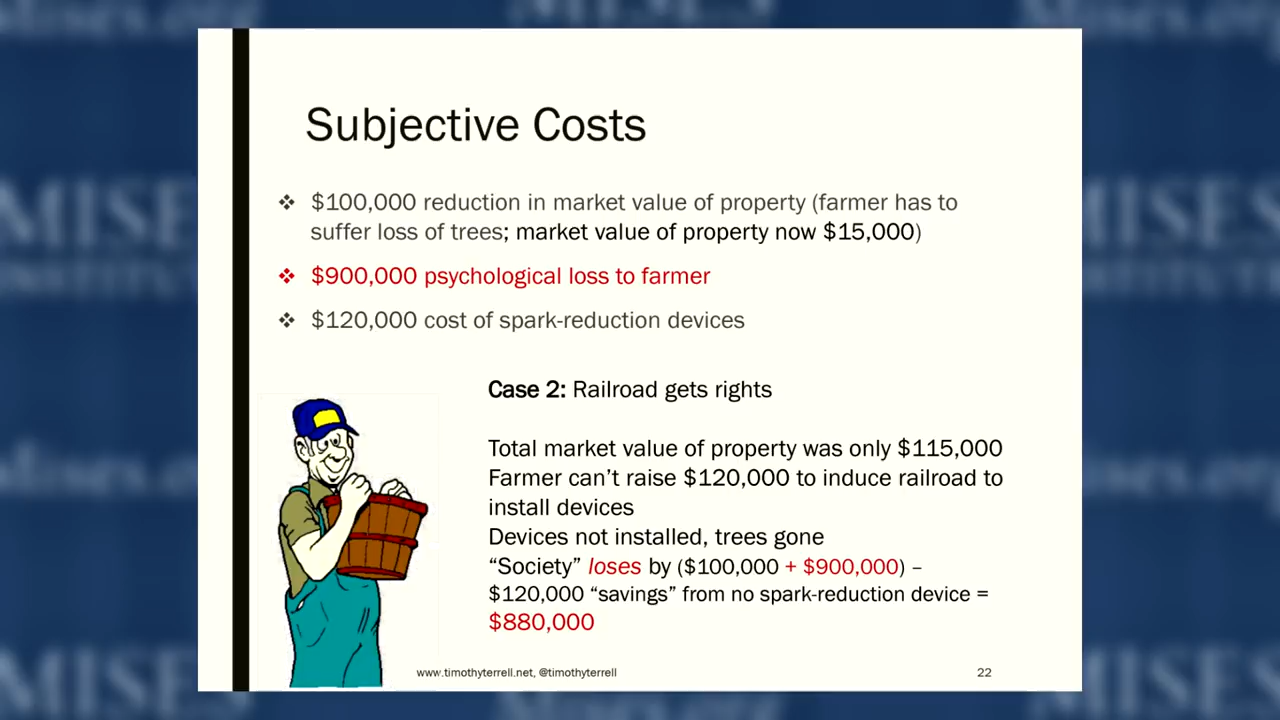 Subjective Costs
❖ $100,000 reduction in market value of property (farmer has to
suffer loss of trees; market value of property now $15,000)
❖ $900,000 psychological loss to farmer
❖ $120,000 cost of spark-reduction devices
Case 2: Railroad gets rights
Total market value of property was only $115,000
Farmer can’t raise $120,000 to induce railroad to
install devices
Devices not installed, trees gone
“Society” loses by ($100,000 + $900,000) –
$120,000 “savings” from no spark-reduction device =
$880,000
www.timothyterrell.net, @timothyterrell
22